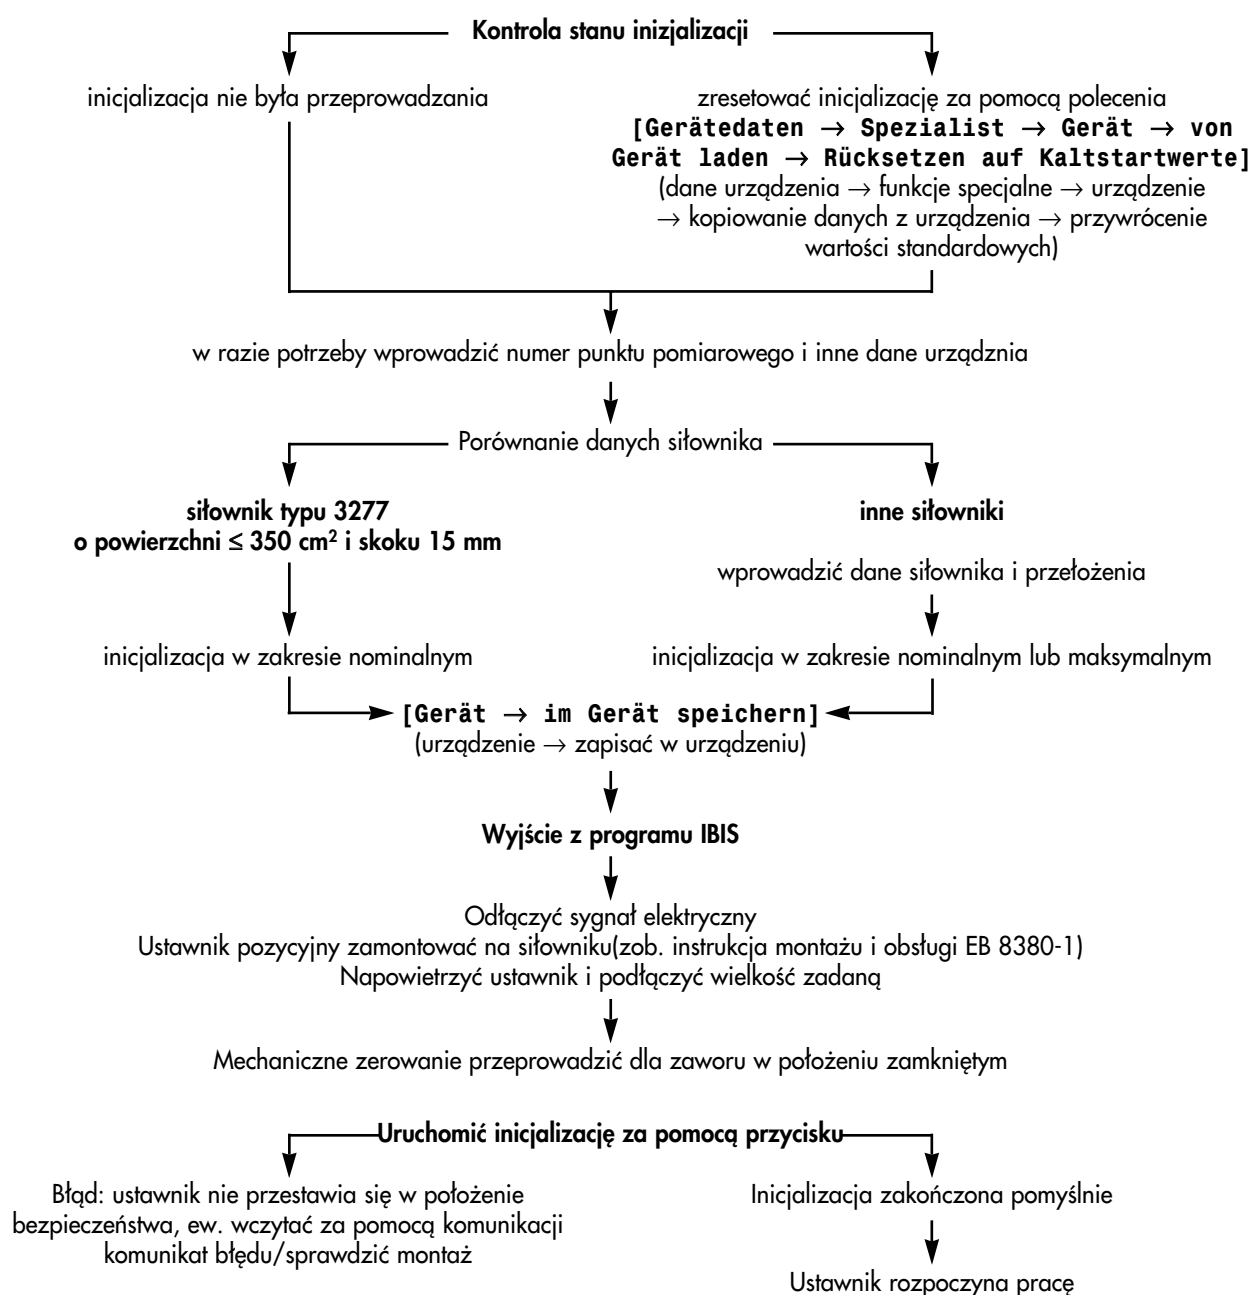 Kontrola stanu inizjalizacji
inicjalizacja nie była przeprowadzania
zresetować inicjalizację za pomocą polecenia
[Gerätedaten → Spezialist → Gerät → von
Gerät laden → Rücksetzen auf Kaltstartwerte]
(dane urządzenia → funkcje specjalne → urządzenie
→ kopiowanie danych z urządzenia → przywrócenie
wartości standardowych)
w razie potrzeby wprowadzić numer punktu pomiarowego i inne dane urządznia
Porównanie danych siłownika
siłownik typu 3277
o powierzchni ≤ 350 cm² i skoku 15 mm
inne siłowniki
wprowadzić dane siłownika i przełożenia
inicjalizacja w zakresie nominalnym
inicjalizacja w zakresie nominalnym lub maksymalnym
[Gerät → im Gerät speichern]
(urządzenie → zapisać w urządzeniu)
Wyjście z programu IBIS
Odłączyć sygnał elektryczny
Ustawnik pozycyjny zamontować na siłowniku(zob. instrukcja montażu i obsługi EB 8380-1)
Napowietrzyć ustawnik i podłączyć wielkość zadaną
Mechaniczne zerowanie przeprowadzić dla zaworu w położeniu zamkniętym
Uruchomić inicjalizację za pomocą przycisku
Błąd: ustawnik nie przestawia się w położenie
bezpieczeństwa, ew. wczytać za pomocą komunikacji
komunikat błędu/sprawdzić montaż
Inicjalizacja zakończona pomyślnie
Ustawnik rozpoczyna pracę